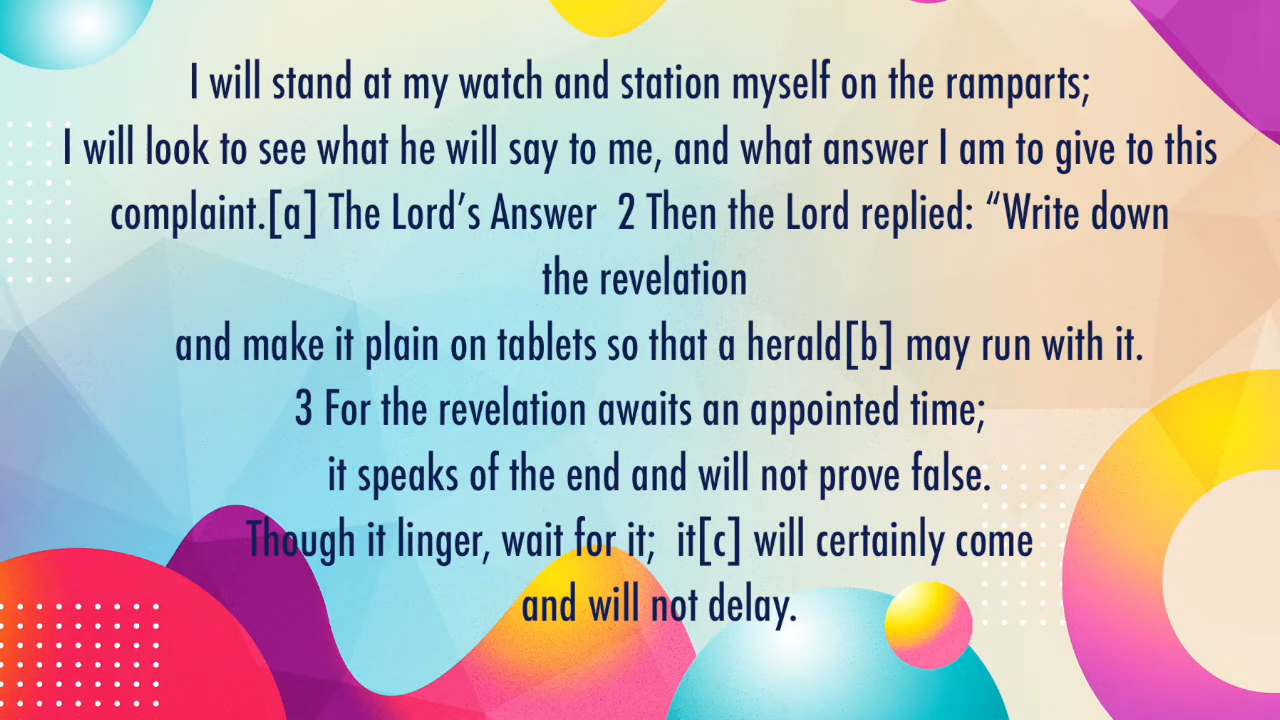 I will stand at my watch and station myself on the ramparts;
I will look to see what he will say to me, and what answer I am to give to this
complaint.[a] The Lord’s Answer  2 Then the Lord replied: “Write down
the revelation
and make it plain on tablets so that a herald[b] may run with it.
3 For the revelation awaits an appointed time;
it speaks of the end and will not prove false.
Though it linger, wait for it;  it[c] will certainly come
and will not delay.